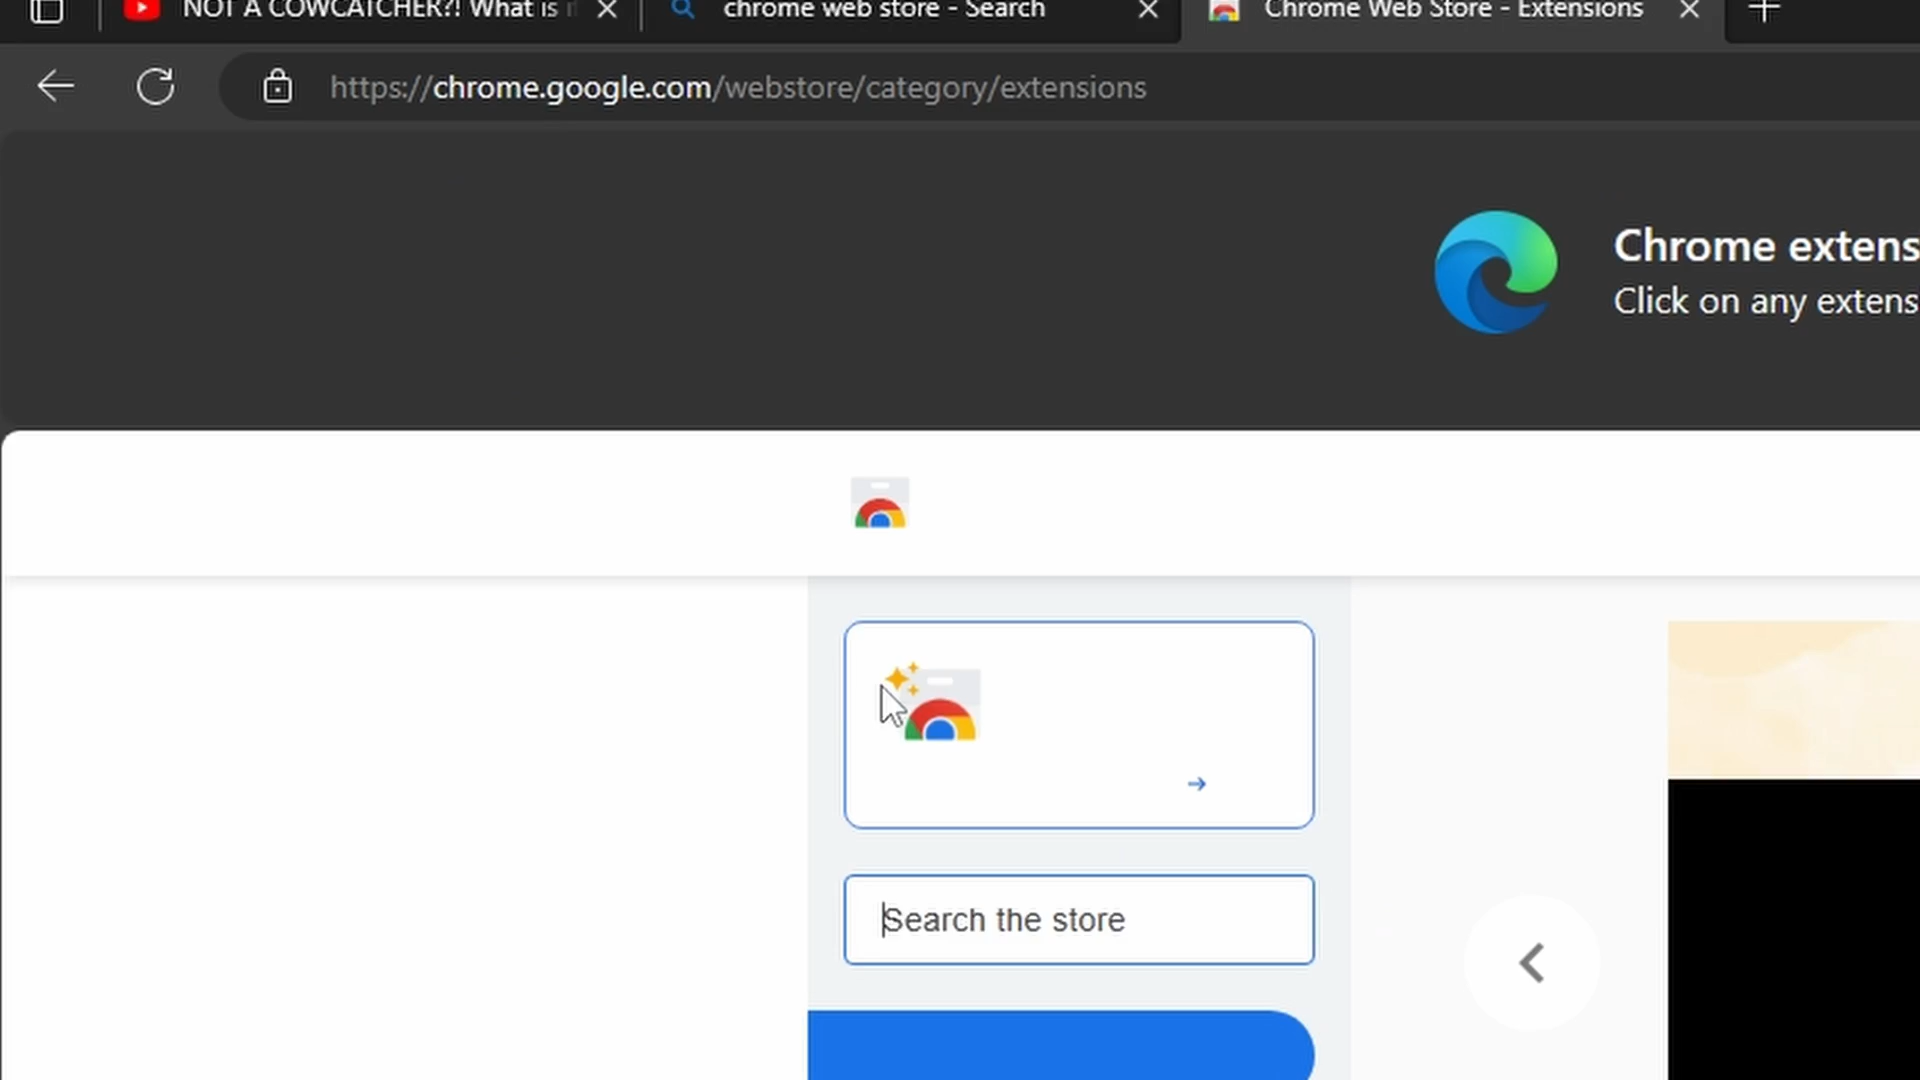 NOT A COWCATCHER?! What is
chrome web store - Search
Chrome Web Store - Extensions
https://chrome.google.com/webstore/category/extensions
Chrome extens
Click on any extens
Search the store